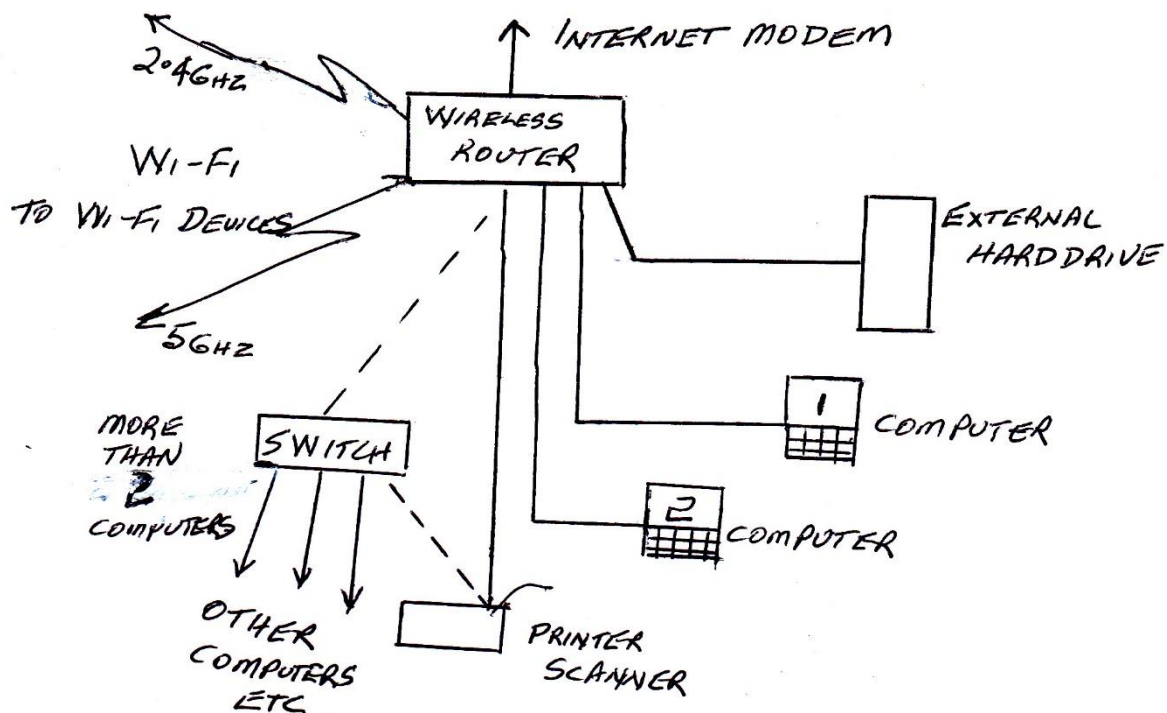 INTERNET MODEM
2.4GHZ
WIRELESS
ROUTER
WI-FI
TO WI-FI DEVICES
EXTERNAL
HARDDRIVE
5GHZ
1
COMPUTER
MORE
THAN
2
COMPUTERS
SWITCH
2
COMPUTER
OTHER
COMPUTERS
ETC
PRINTER
SCANNER